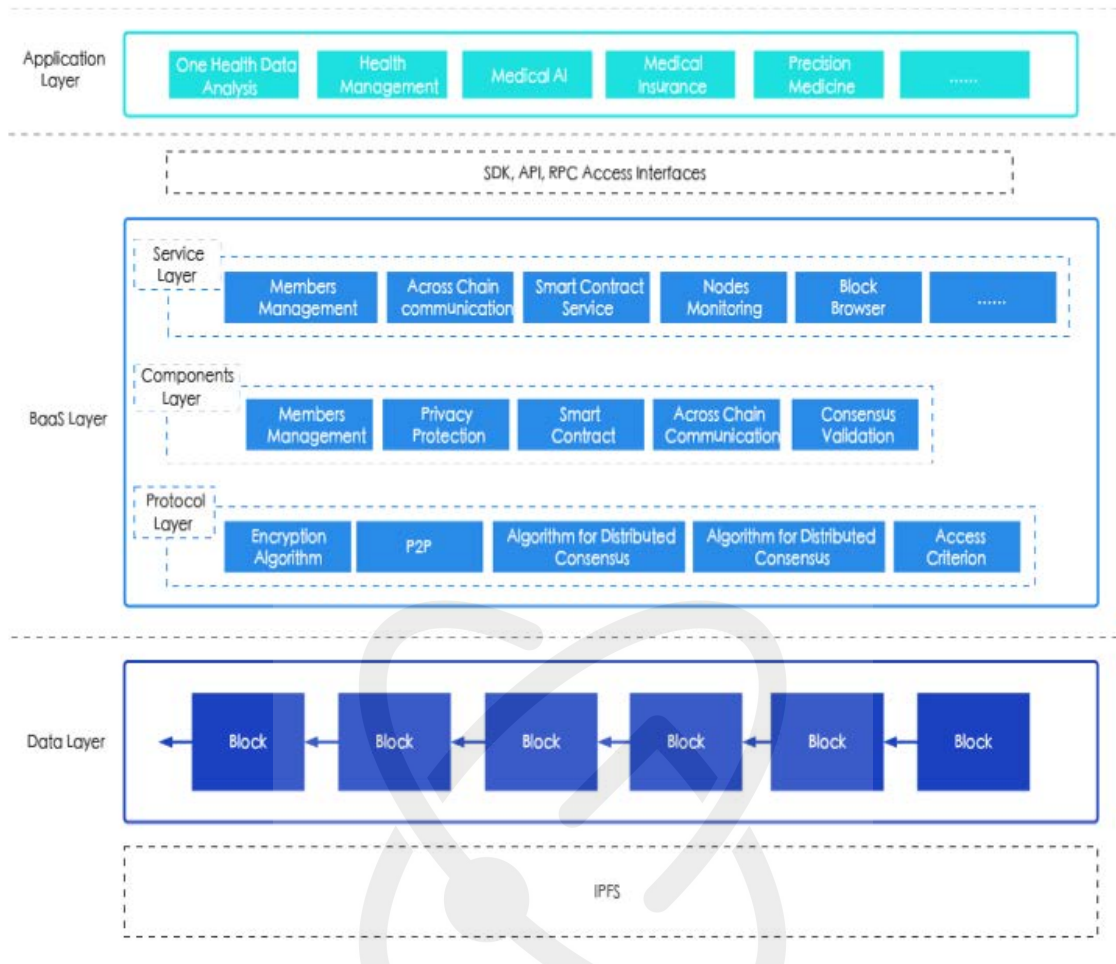 Application
Layer
One Health Data
Analysis
Health
Management
Medical AI
Medical
Insurance
Precision
Medicine
......
SDK, API, RPC Access Interfaces
BaaS Layer
Service
Layer
Members
Management
Across Chain
communication
Smart Contract
Service
Nodes
Monitoring
Block
Browser
......
Components
Layer
Members
Management
Privacy
Protection
Smart
Contract
Across Chain
Communication
Consensus
Validation
Protocol
Layer
Encryption
Algorithm
P2P
Algorithm for Distributed
Consensus
Algorithm for Distributed
Consensus
Access
Criterion
Data Layer
Block
Block
Block
Block
Block
Block
IPFS